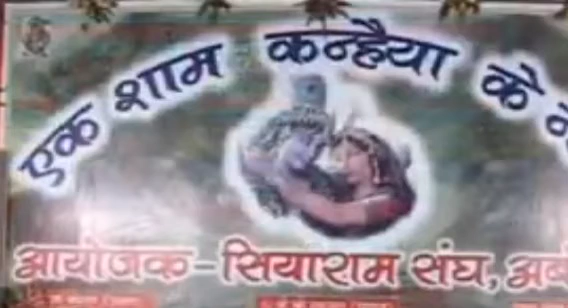 एक शाम कन्हैया के
आयोजक - सियाराम संघ,